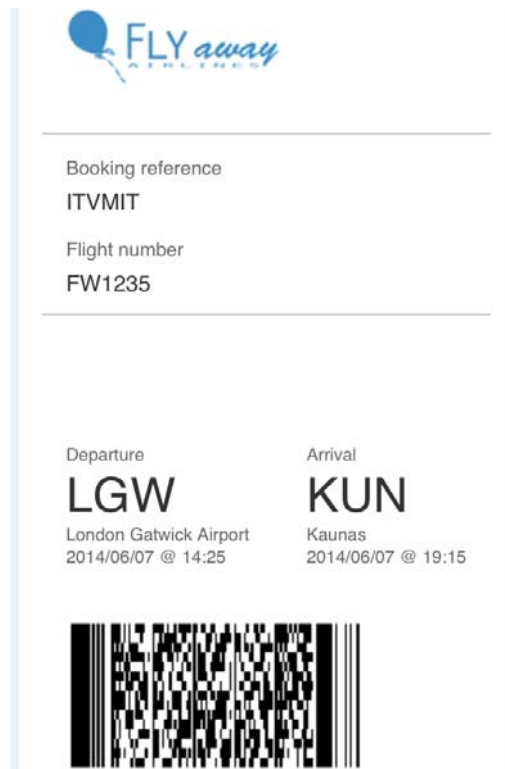 FLY away
AIRLINES
Booking reference
ITVMIT
Flight number
FW1235
Departure
LGW
London Gatwick Airport
2014/06/07 @ 14:25
Arrival
KUN
Kaunas
2014/06/07 @ 19:15